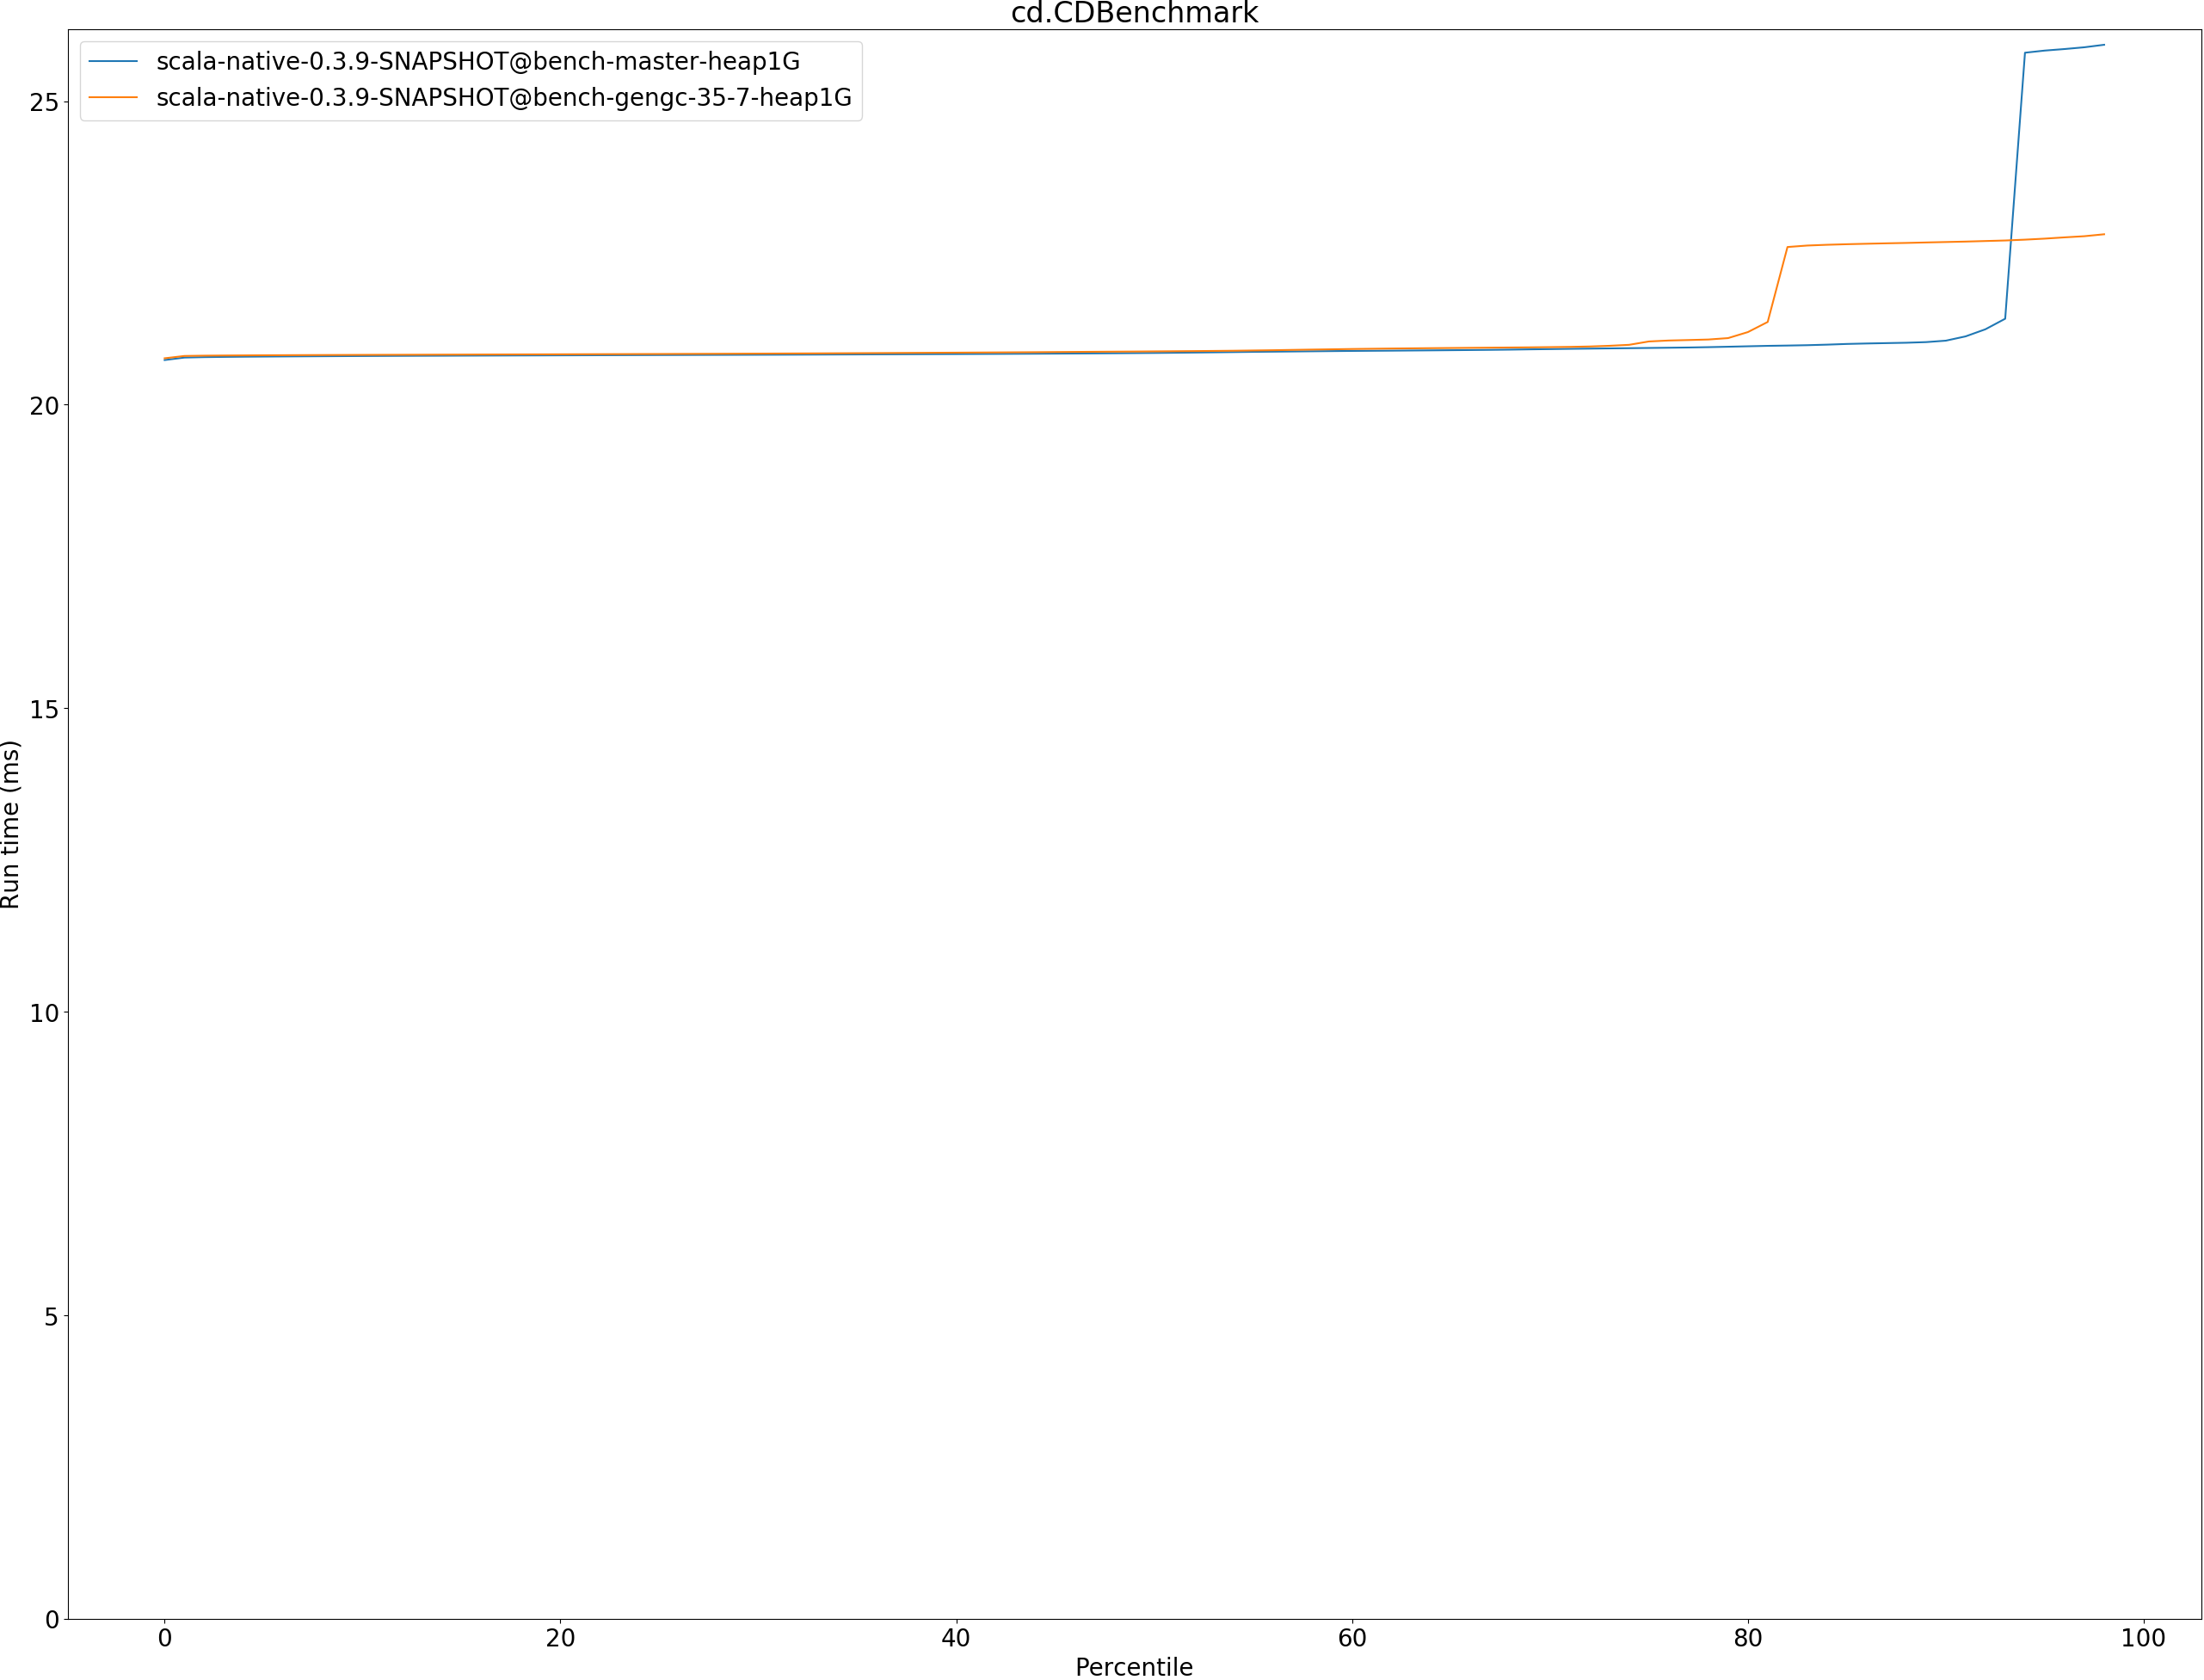 cd.CDBenchmark
scala-native-0.3.9-SNAPSHOT@bench-master-heap1G
scala-native-0.3.9-SNAPSHOT@bench-gengc-35-7-heap1G
25
20
15
10
5
0
Run time (ms)
0 20 40 60 80 100
Percentile